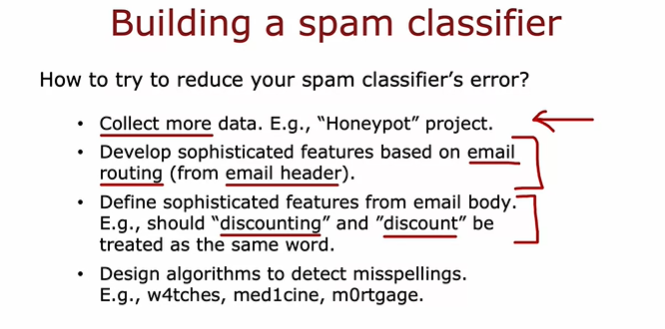 Building a spam classifier
How to try to reduce your spam classifier’s error?
• Collect more data. E.g., “Honeypot” project.
• Develop sophisticated features based on email
routing (from email header).
• Define sophisticated features from email body.
E.g., should “discounting” and ”discount” be
treated as the same word.
• Design algorithms to detect misspellings.
E.g., w4tches, med1cine, m0rtgage.